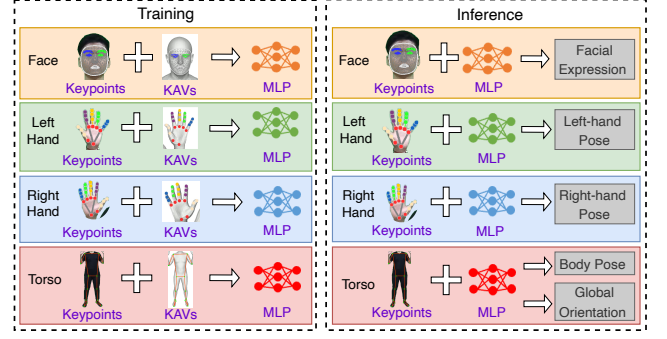 Training
Face
Keypoints
KAVs
MLP
Left
Hand
Keypoints
KAVs
MLP
Right
Hand
Keypoints
KAVs
MLP
Torso
Keypoints
KAVs
MLP
Inference
Face
Keypoints
MLP
Facial
Expression
Left
Hand
Keypoints
MLP
Left-hand
Pose
Right
Hand
Keypoints
MLP
Right-hand
Pose
Torso
Keypoints
MLP
Body Pose
Global
Orientation